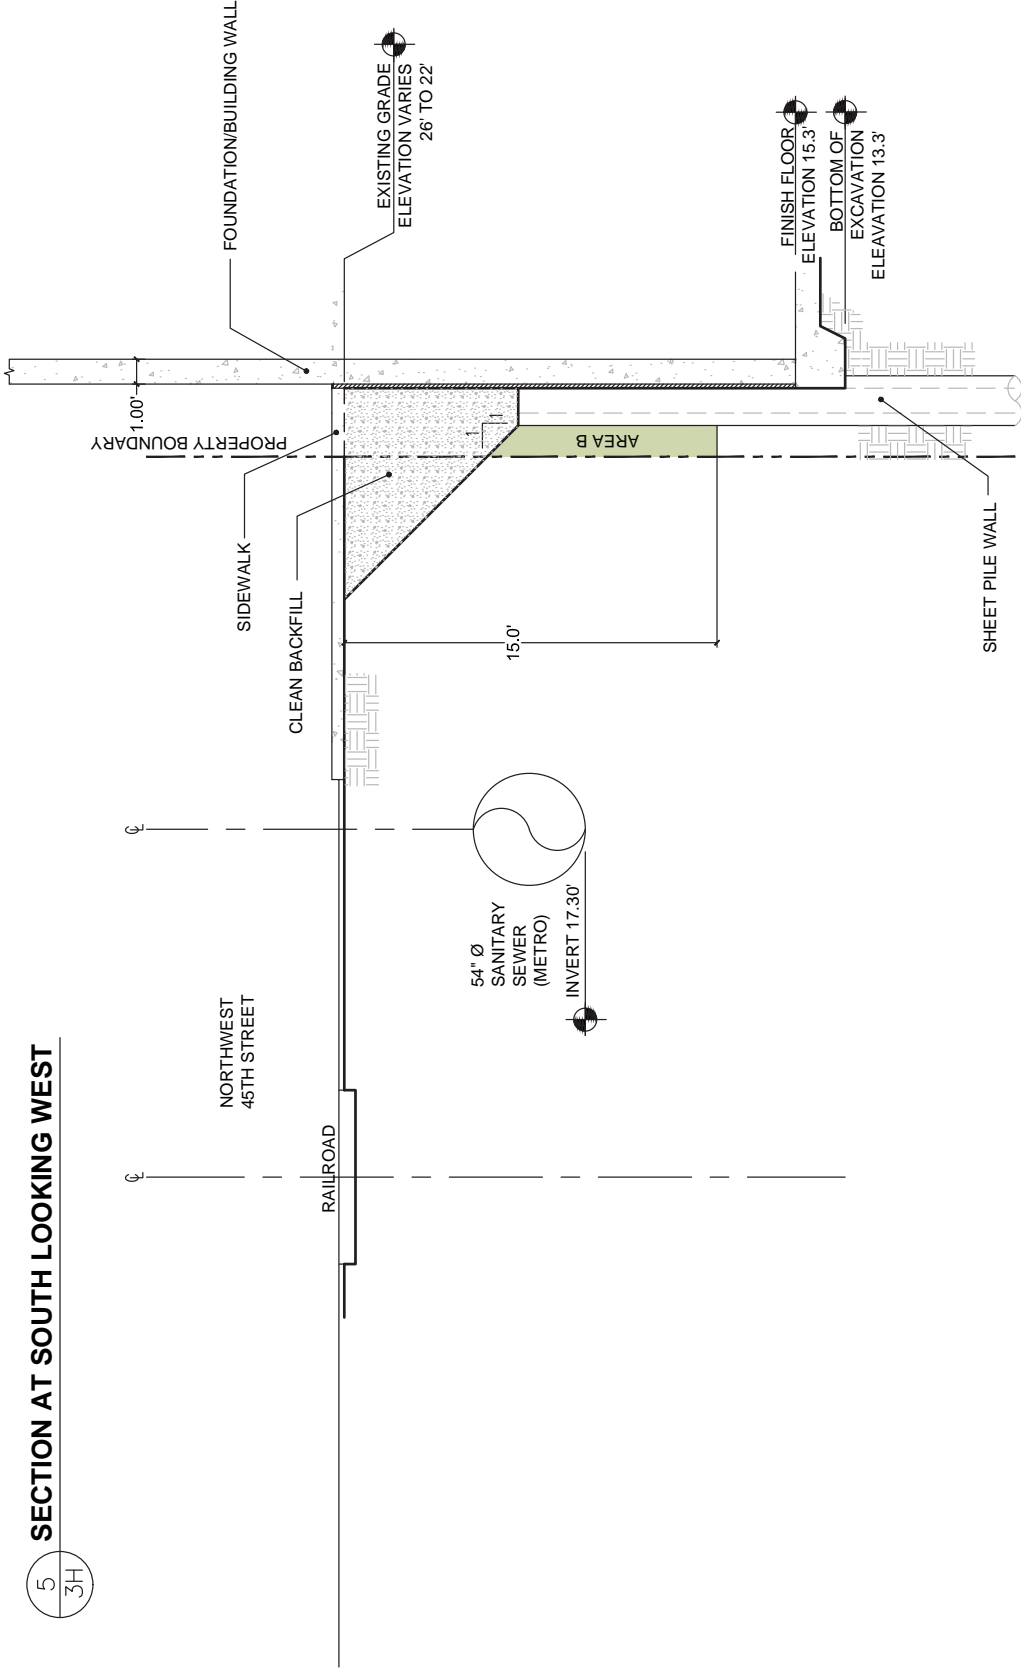 5
3H
SECTION AT SOUTH LOOKING WEST
FOUNDATION/BUILDING WALL
EXISTING GRADE
ELEVATION VARIES
26' TO 22'
1.00'
PROPERTY BOUNDARY
SIDEWALK
CLEAN BACKFILL
1
1
AREA B
15.0'
FINISH FLOOR
ELEVATION 15.3'
BOTTOM OF
EXCAVATION
ELEAVATION 13.3'
SHEET PILE WALL
54" Ø
SANITARY
SEWER
(METRO)
INVERT 17.30'
NORTHWEST
45TH STREET
RAILROAD
℄
℄